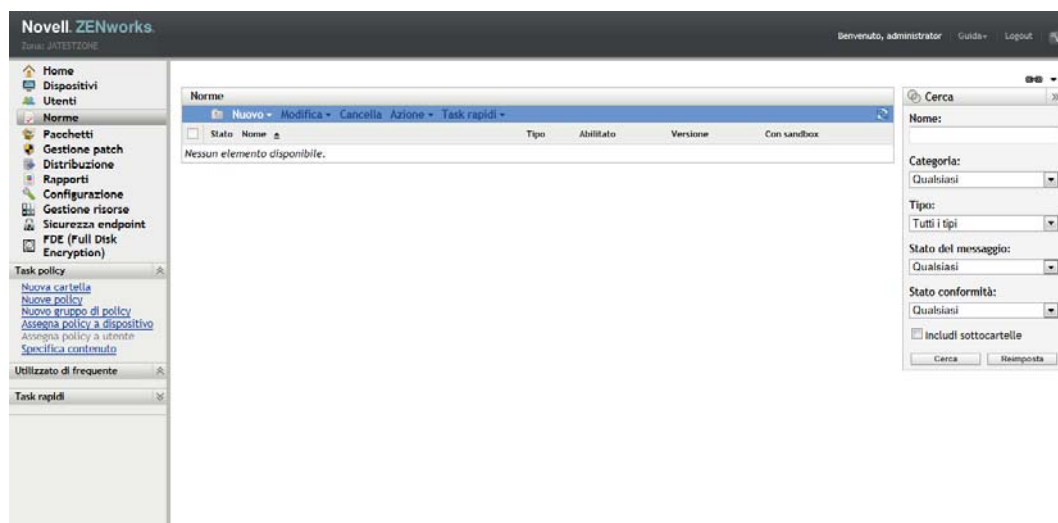 Novell. ZENworks.
Zona: JATESTZONE
Benvenuto, administrator
Guida
Logout
Home
Dispositivi
Utenti
Norme
Pacchetti
Gestione patch
Distribuzione
Rapporti
Configurazione
Gestione risorse
Sicurezza endpoint
FDE (Full Disk
Encryption)
Task policy
Nuova cartella
Nuove policy
Nuovo gruppo di policy
Assegna policy a dispositivo
Assegna policy a utente
Specifica contenuto
Utilizzato di frequente
Task rapidi
Norme
Nuovo Modifica Cancella Azione Task rapidi
Stato Nome Tipo Abilitato Versione Con sandbox
Nessun elemento disponibile.
Cerca
Nome:
Categoria:
Qualsiasi
Tipo:
Tutti i tipi
Stato del messaggio:
Qualsiasi
Stato conformità:
Qualsiasi
Includi sottocartelle
Cerca Reimposta